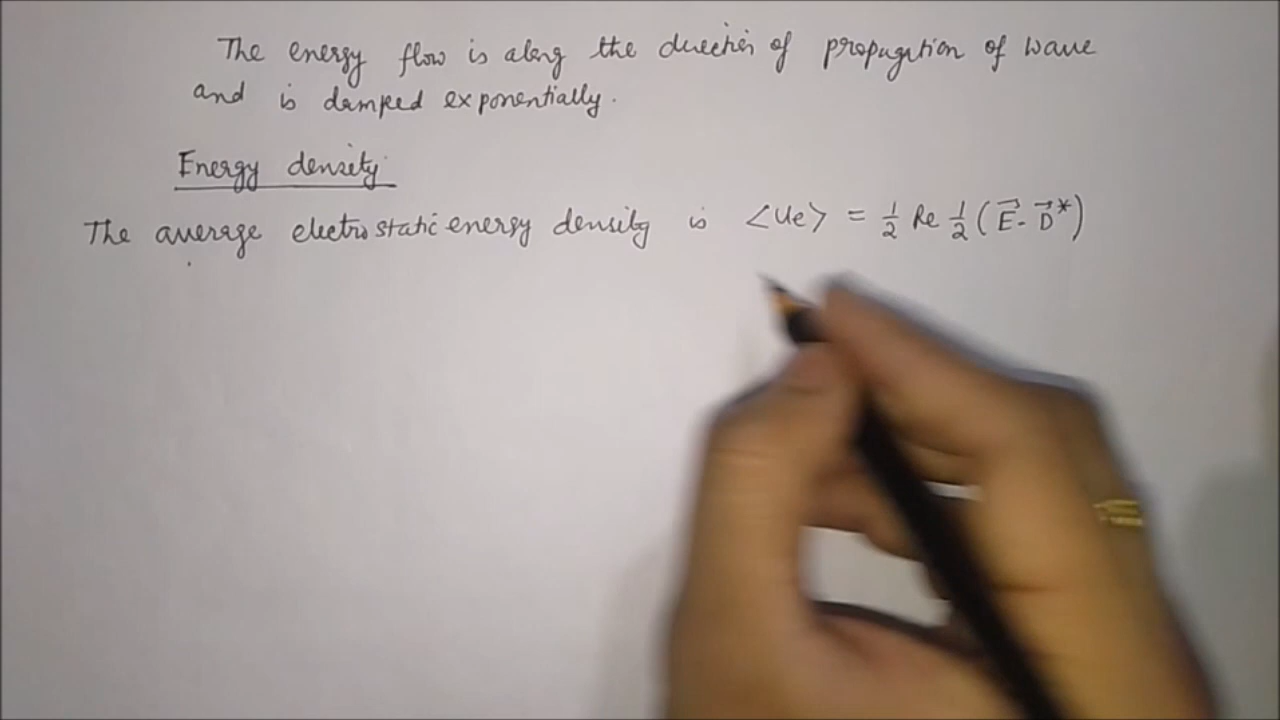 The energy flow is along the direction of propagation of wave
and is damped exponentially.
Energy density
The average electrostatic energy density is <Ue> = 1/2 Re 1/2 (E⃗ · D⃗*)